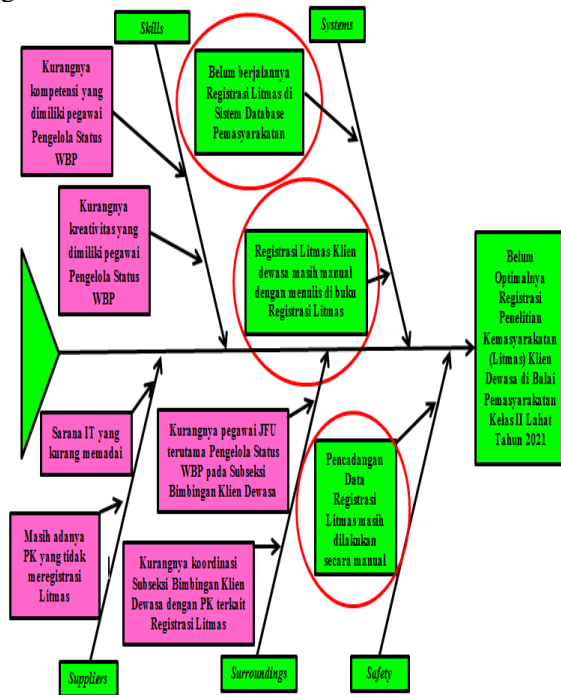 Skills
Systems
Kurangnya
kompetensi yang
dimiliki pegawai
Pengelola Status
WBP
Belum berjalannya
Registrasi Litmas di
Sistem Database
Pemasyarakatan
Kurangnya
kreativitas yang
dimiliki pegawai
Pengelola Status
WBP
Registrasi Litmas Klien
dewasa masih manual
dengan menulis di buku
Registrasi Litmas
Belum
Optimalnya
Registrasi
Penelitian
Kemasyarakatan
(Litmas) Klien
Dewasa di Balai
Pemasyarakatan
Kelas II Lahat
Tahun 2021
Sarana IT yang
kurang memadai
Kurangnya pegawai JFU
terutama Pengelola Status
WBP pada Subseksi
Bimbingan Klien Dewasa
Pencadangan
Data
Registrasi
Litmas masih
dilakukan
secara manual
Masih adanya
PK yang tidak
meregistrasi
Litmas
Kurangnya koordinasi
Subseksi Bimbingan Klien
Dewasa dengan PK terkait
Registrasi Litmas
Suppliers
Surroundings
Safety